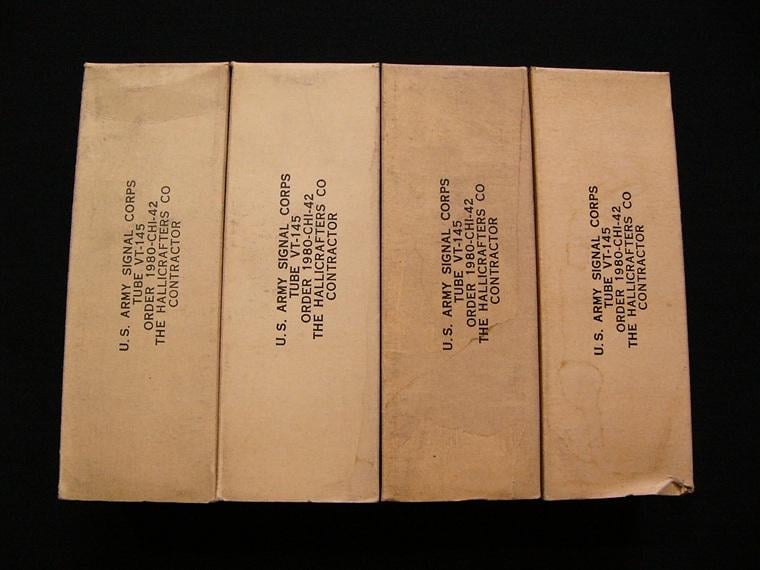 U.S. ARMY SIGNAL CORPS
TUBE VT-145
ORDER 1980-CHI-42
THE HALLICRAFTERS CO
CONTRACTOR
U.S. ARMY SIGNAL CORPS
TUBE VT-145
ORDER 1980-CHI-42
THE HALLICRAFTERS CO
CONTRACTOR
U.S. ARMY SIGNAL CORPS
TUBE VT-145
ORDER 1980-CHI-42
THE HALLICRAFTERS CO
CONTRACTOR
U.S. ARMY SIGNAL CORPS
TUBE VT-145
ORDER 1980-CHI-42
THE HALLICRAFTERS CO
CONTRACTOR